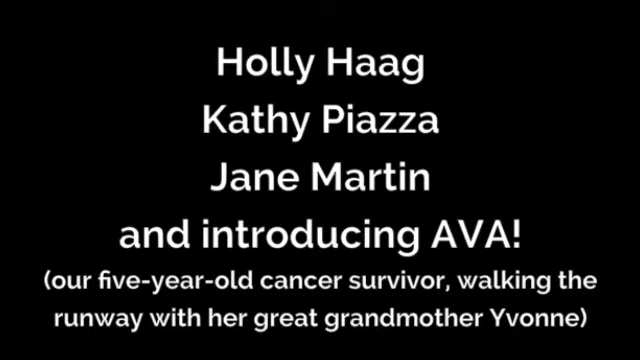 Holly Haag
Kathy Piazza
Jane Martin
and introducing AVA!
(our five-year-old cancer survivor, walking the
runway with her great grandmother Yvonne)